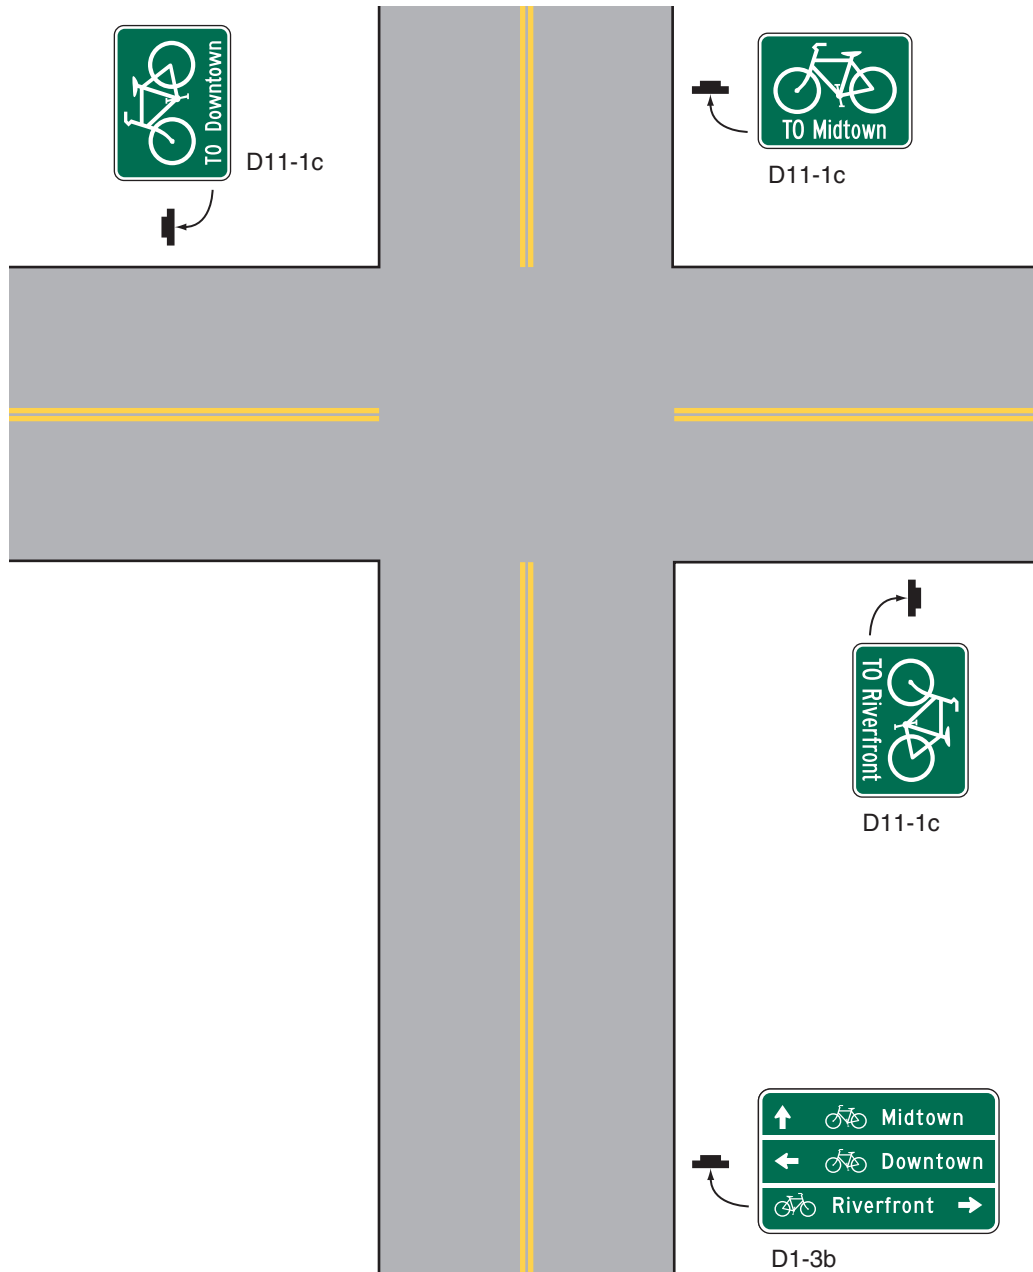 TO Downtown
D11-1c
TO Midtown
D11-1c
TO Riverfront
D11-1c
Midtown
Downtown
Riverfront
D1-3b